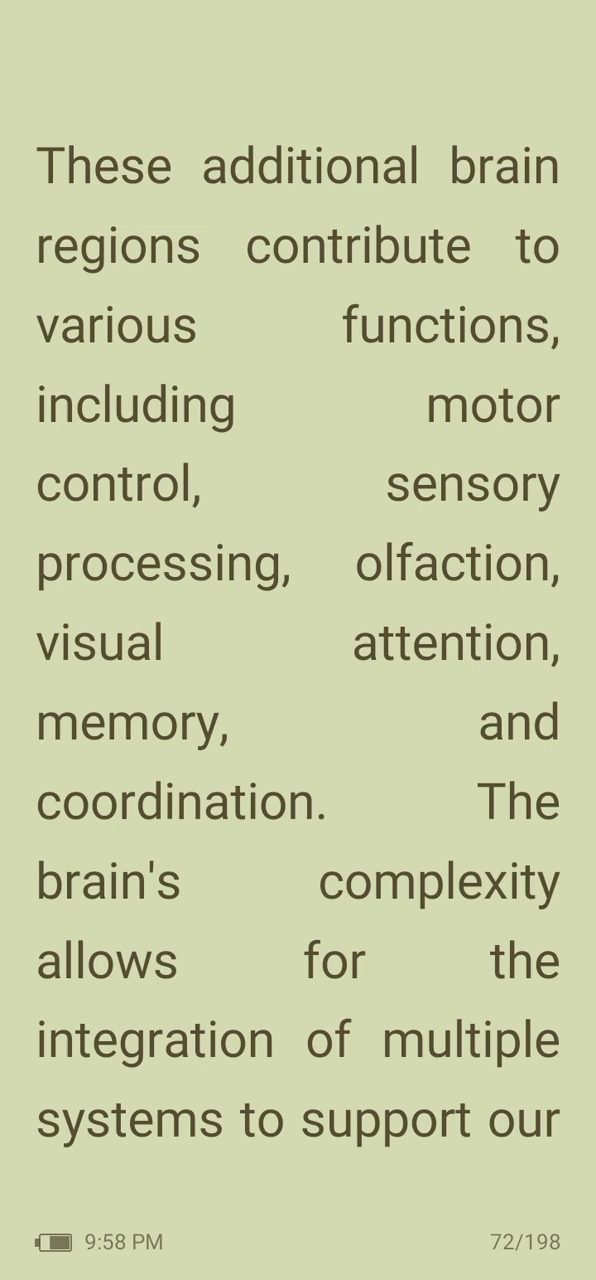 These additional brain
regions contribute to
various functions,
including motor
control, sensory
processing, olfaction,
visual attention,
memory, and
coordination. The
brain's complexity
allows for the
integration of multiple
systems to support our
9:58 PM 72/198